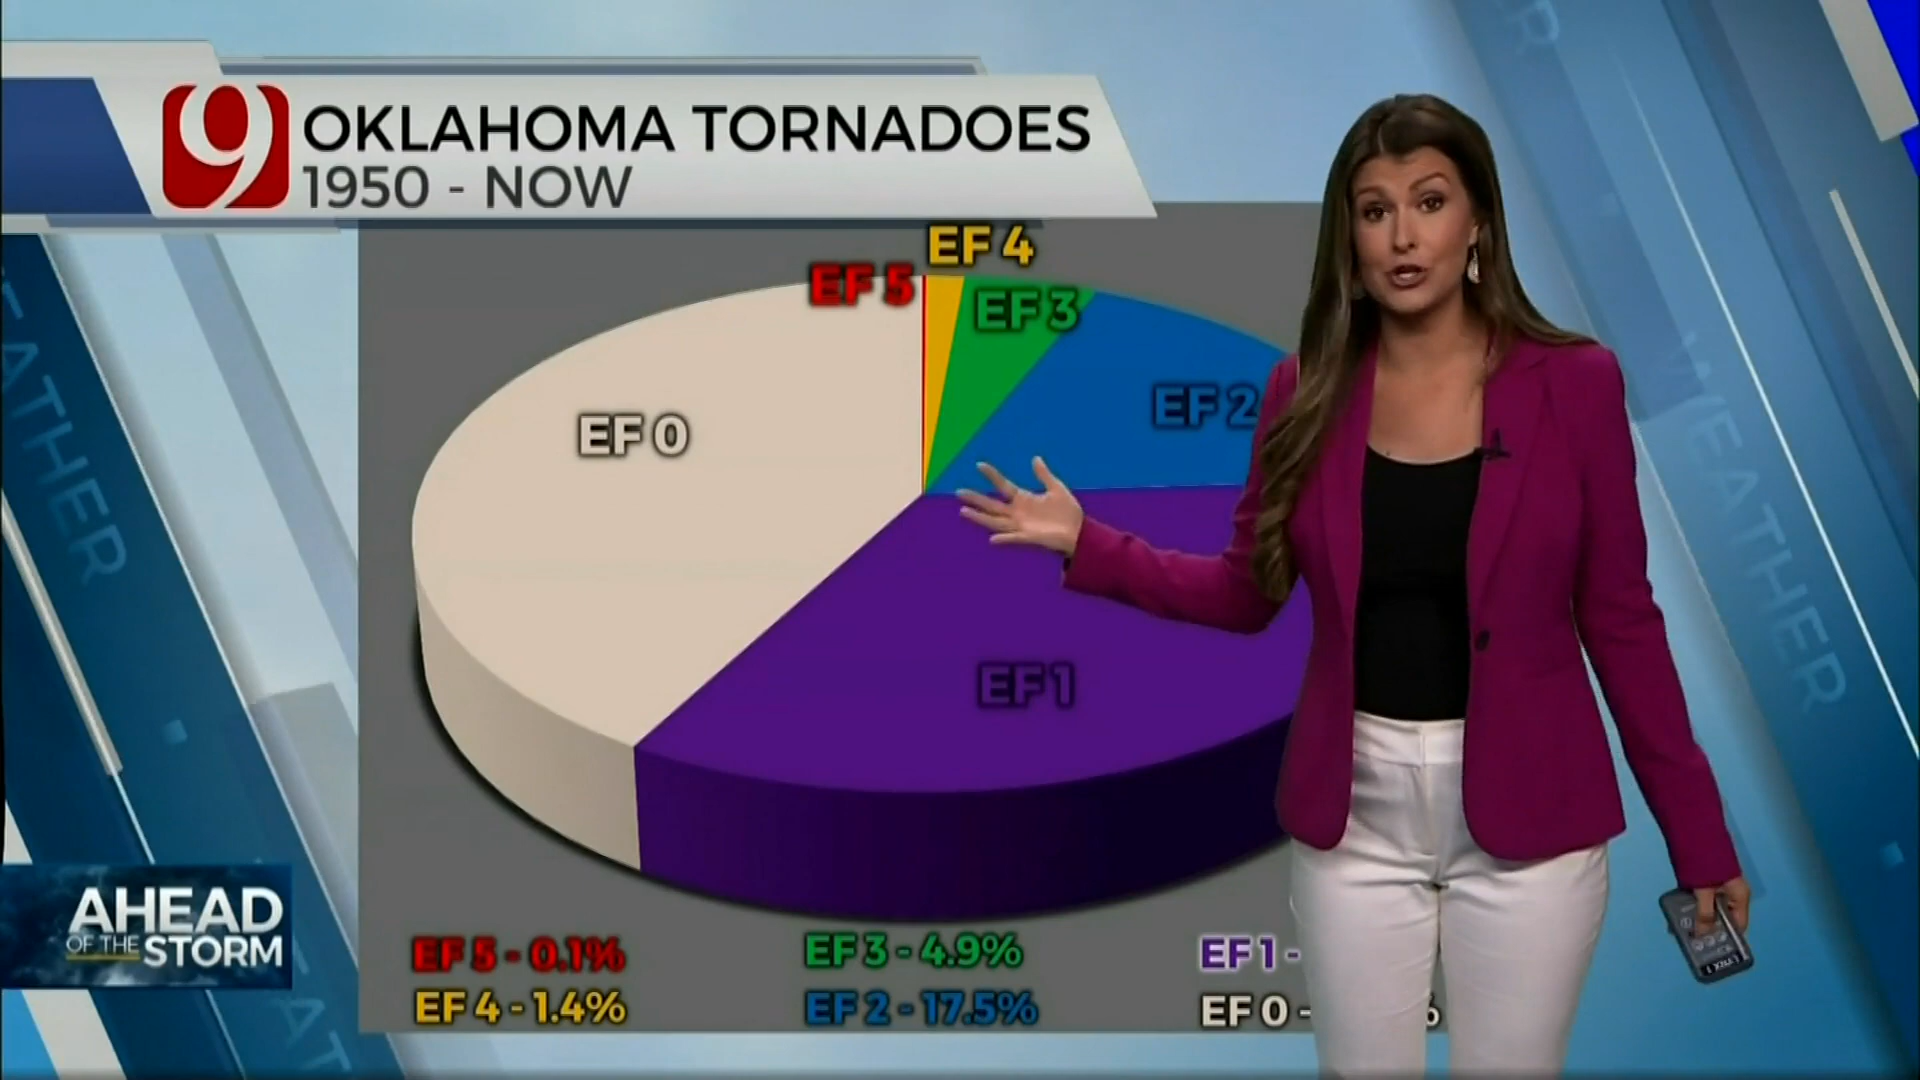 9 OKLAHOMA TORNADOES
1950 - NOW
EF 4
EF 5
EF 3
EF 2
EF 0
EF 1
EF 5 - 0.1%
EF 3 - 4.9%
EF 1 -
EF 4 - 1.4%
EF 2 - 17.5%
EF 0 - %
AHEAD
OF THE STORM
WEATHER